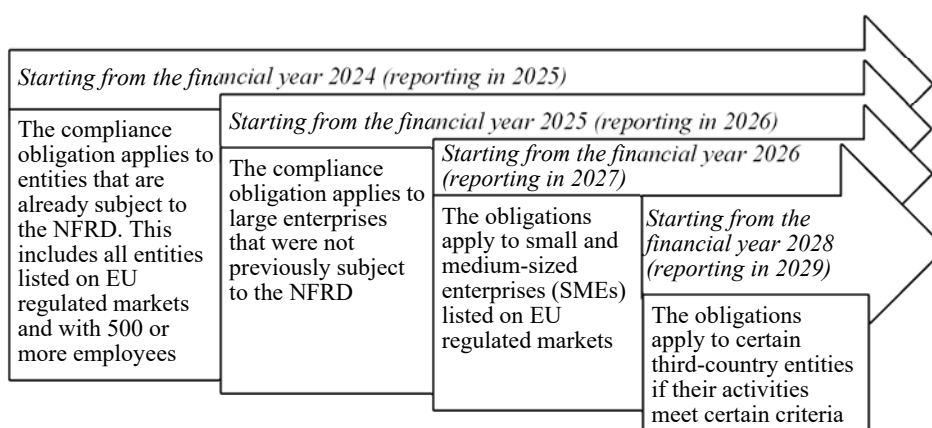 Starting from the financial year 2024 (reporting in 2025)
The compliance
obligation applies to
entities that are
already subject to
the NFRD. This
includes all entities
listed on EU
regulated markets
and with 500 or
more employees
Starting from the financial year 2025 (reporting in 2026)
The compliance
obligation applies to
large enterprises
that were not
previously subject
to the NFRD
Starting from the financial year 2026
(reporting in 2027)
The obligations
apply to small and
medium-sized
enterprises (SMEs)
listed on EU
regulated markets
Starting from the
financial year 2028
(reporting in 2029)
The obligations
apply to certain
third-country entities
if their activities
meet certain criteria